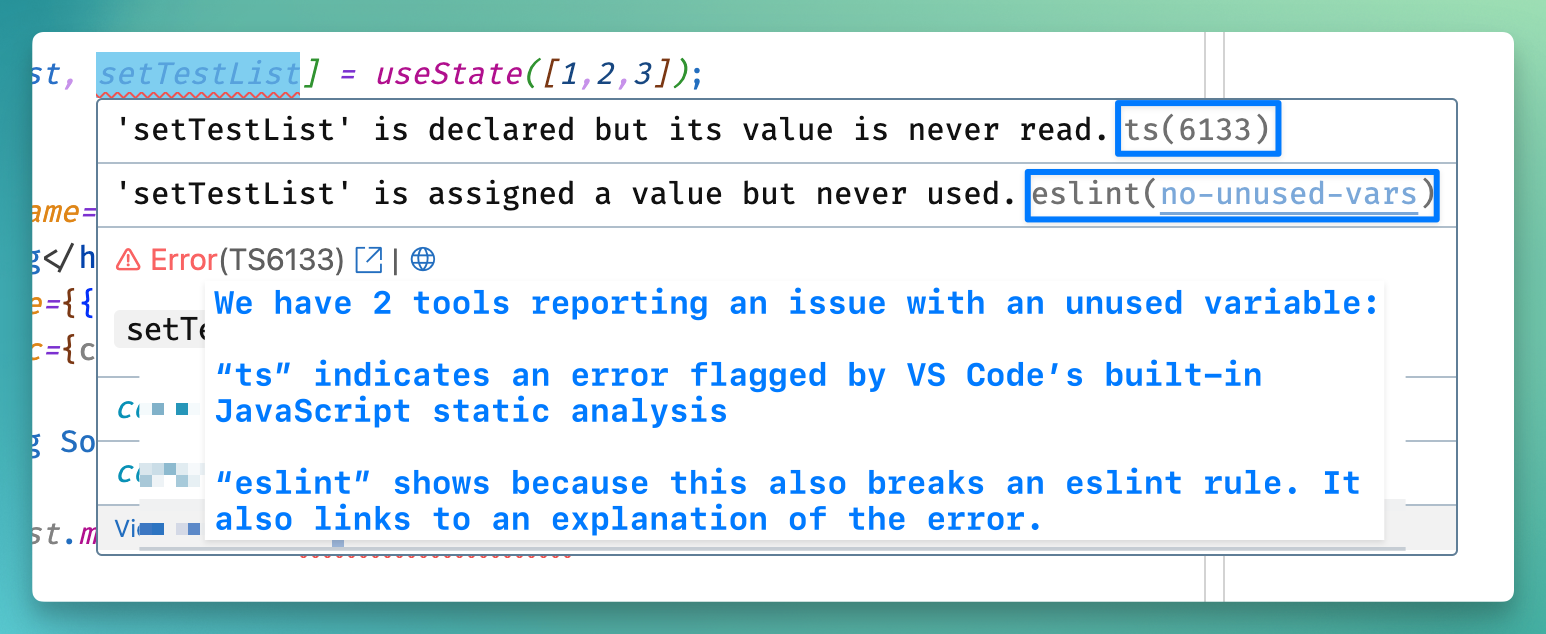 st, setTestList] = useState([1,2,3]);
'setTestList' is declared but its value is never read. ts(6133)
'setTestList' is assigned a value but never used. eslint(no-unused-vars)
ame=
g</h
Error(TS6133) |
e={{
We have 2 tools reporting an issue with an unused variable:
setTe
c={c
“ts” indicates an error flagged by VS Code’s built-in
JavaScript static analysis
g So
“eslint” shows because this also breaks an eslint rule. It
also links to an explanation of the error.
st.m